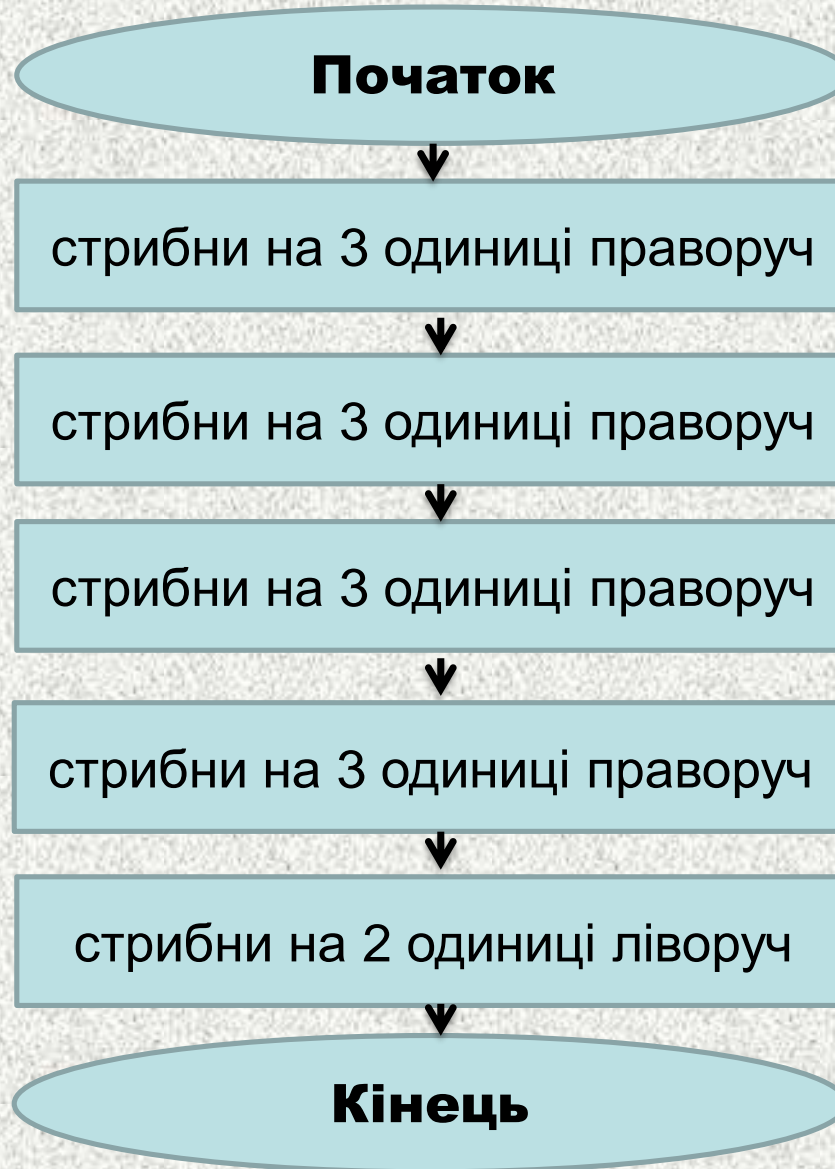 Початок
стрибни на 3 одиниці праворуч
стрибни на 3 одиниці праворуч
стрибни на 3 одиниці праворуч
стрибни на 3 одиниці праворуч
стрибни на 2 одиниці ліворуч
Кінець